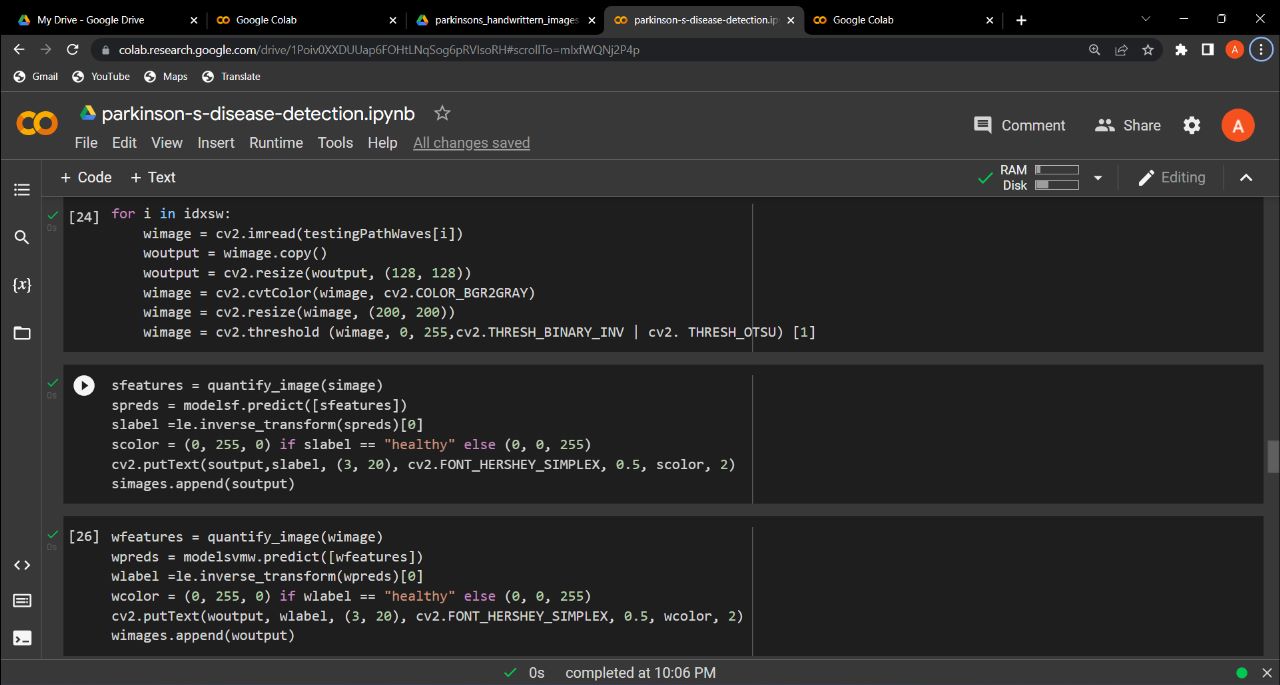 My Drive - Google Drive
Google Colab
parkinsons_handwrittern_images
parkinson-s-disease-detection.ip
Google Colab
colab.research.google.com/drive/1Poiv0XXDUUap6FOHtLNqSog6pRVIsoRH#scrollTo=mlxfWQNj2P4p
A
Gmail
YouTube
Maps
Translate
parkinson-s-disease-detection.ipynb
File Edit View Insert Runtime Tools Help All changes saved
Comment
Share
A
+ Code + Text
RAM
Disk
Editing
[24] for i in idxsw:
0s
wimage = cv2.imread(testingPathWaves[i])
woutput = wimage.copy()
woutput = cv2.resize(woutput, (128, 128))
wimage = cv2.cvtColor(wimage, cv2.COLOR_BGR2GRAY)
wimage = cv2.resize(wimage, (200, 200))
wimage = cv2.threshold (wimage, 0, 255,cv2.THRESH_BINARY_INV | cv2. THRESH_OTSU) [1]
sfeatures = quantify_image(simage)
0s
spreds = modelsf.predict([sfeatures])
slabel =le.inverse_transform(spreds)[0]
scolor = (0, 255, 0) if slabel == "healthy" else (0, 0, 255)
cv2.putText(soutput,slabel, (3, 20), cv2.FONT_HERSHEY_SIMPLEX, 0.5, scolor, 2)
simages.append(soutput)
[26] wfeatures = quantify_image(wimage)
0s
wpreds = modelsvmw.predict([wfeatures])
wlabel =le.inverse_transform(wpreds)[0]
wcolor = (0, 255, 0) if wlabel == "healthy" else (0, 0, 255)
cv2.putText(woutput, wlabel, (3, 20), cv2.FONT_HERSHEY_SIMPLEX, 0.5, wcolor, 2)
wimages.append(woutput)
0s completed at 10:06 PM